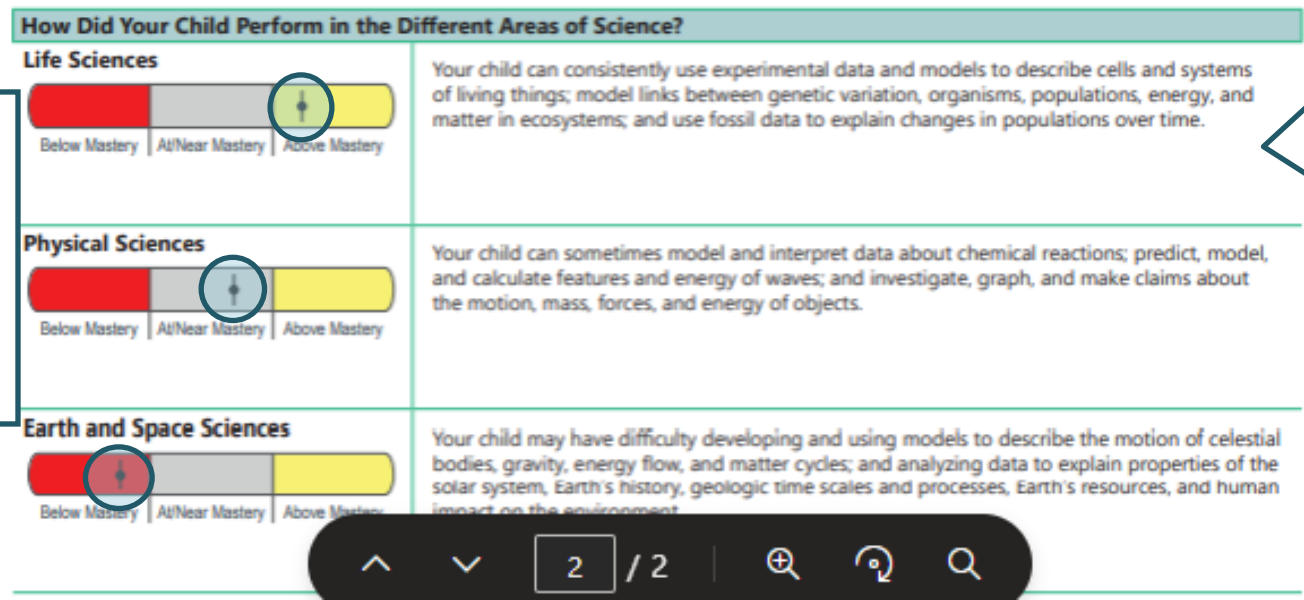 How Did Your Child Perform in the Different Areas of Science?
Life Sciences
Below Mastery At/Near Mastery Above Mastery
Your child can consistently use experimental data and models to describe cells and systems
of living things; model links between genetic variation, organisms, populations, energy, and
matter in ecosystems; and use fossil data to explain changes in populations over time.
Physical Sciences
Below Mastery At/Near Mastery Above Mastery
Your child can sometimes model and interpret data about chemical reactions; predict, model,
and calculate features and energy of waves; and investigate, graph, and make claims about
the motion, mass, forces, and energy of objects.
Earth and Space Sciences
Below Mastery At/Near Mastery Above Mastery
Your child may have difficulty developing and using models to describe the motion of celestial
bodies, gravity, energy flow, and matter cycles; and analyzing data to explain properties of the
solar system, Earth's history, geologic time scales and processes, Earth's resources, and human
impact on the environment
2 / 2